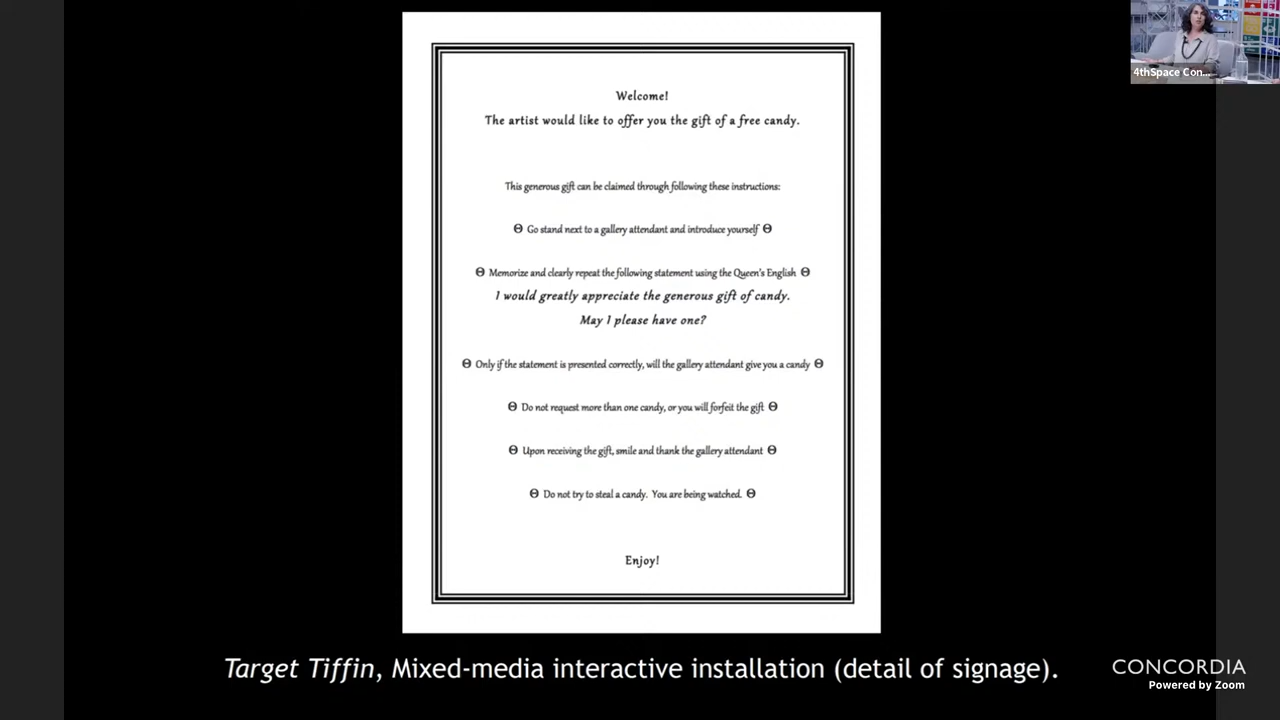 4thSpace Con...
Welcome!
The artist would like to offer you the gift of a free candy.
This generous gift can be claimed through following these instructions:
Θ Go stand next to a gallery attendant and introduce yourself Θ
Θ Memorize and clearly repeat the following statement using the Queen's English Θ
I would greatly appreciate the generous gift of candy.
May I please have one?
Θ Only if the statement is presented correctly, will the gallery attendant give you a candy Θ
Θ Do not request more than one candy, or you will forfeit the gift Θ
Θ Upon receiving the gift, smile and thank the gallery attendant Θ
Θ Do not try to steal a candy. You are being watched. Θ
Enjoy!
Target Tiffin, Mixed-media interactive installation (detail of signage).
CONCORDIA
Powered by Zoom